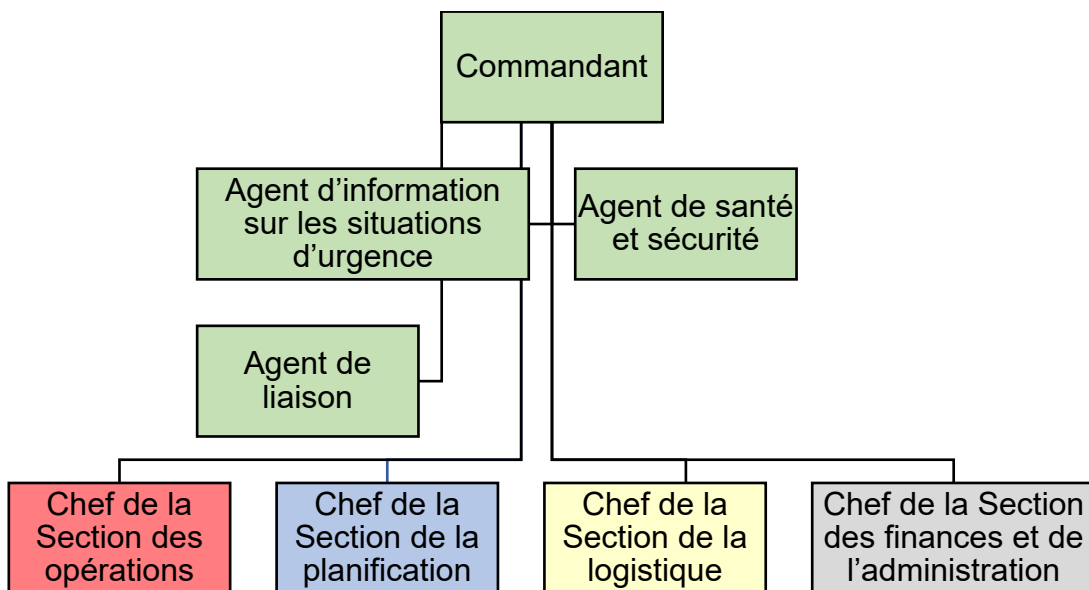 Commandant
Agent d’information
sur les situations
d’urgence
Agent de santé
et sécurité
Agent de
liaison
Chef de la
Section des
opérations
Chef de la
Section de la
planification
Chef de la
Section de la
logistique
Chef de la Section
des finances et de
l’administration